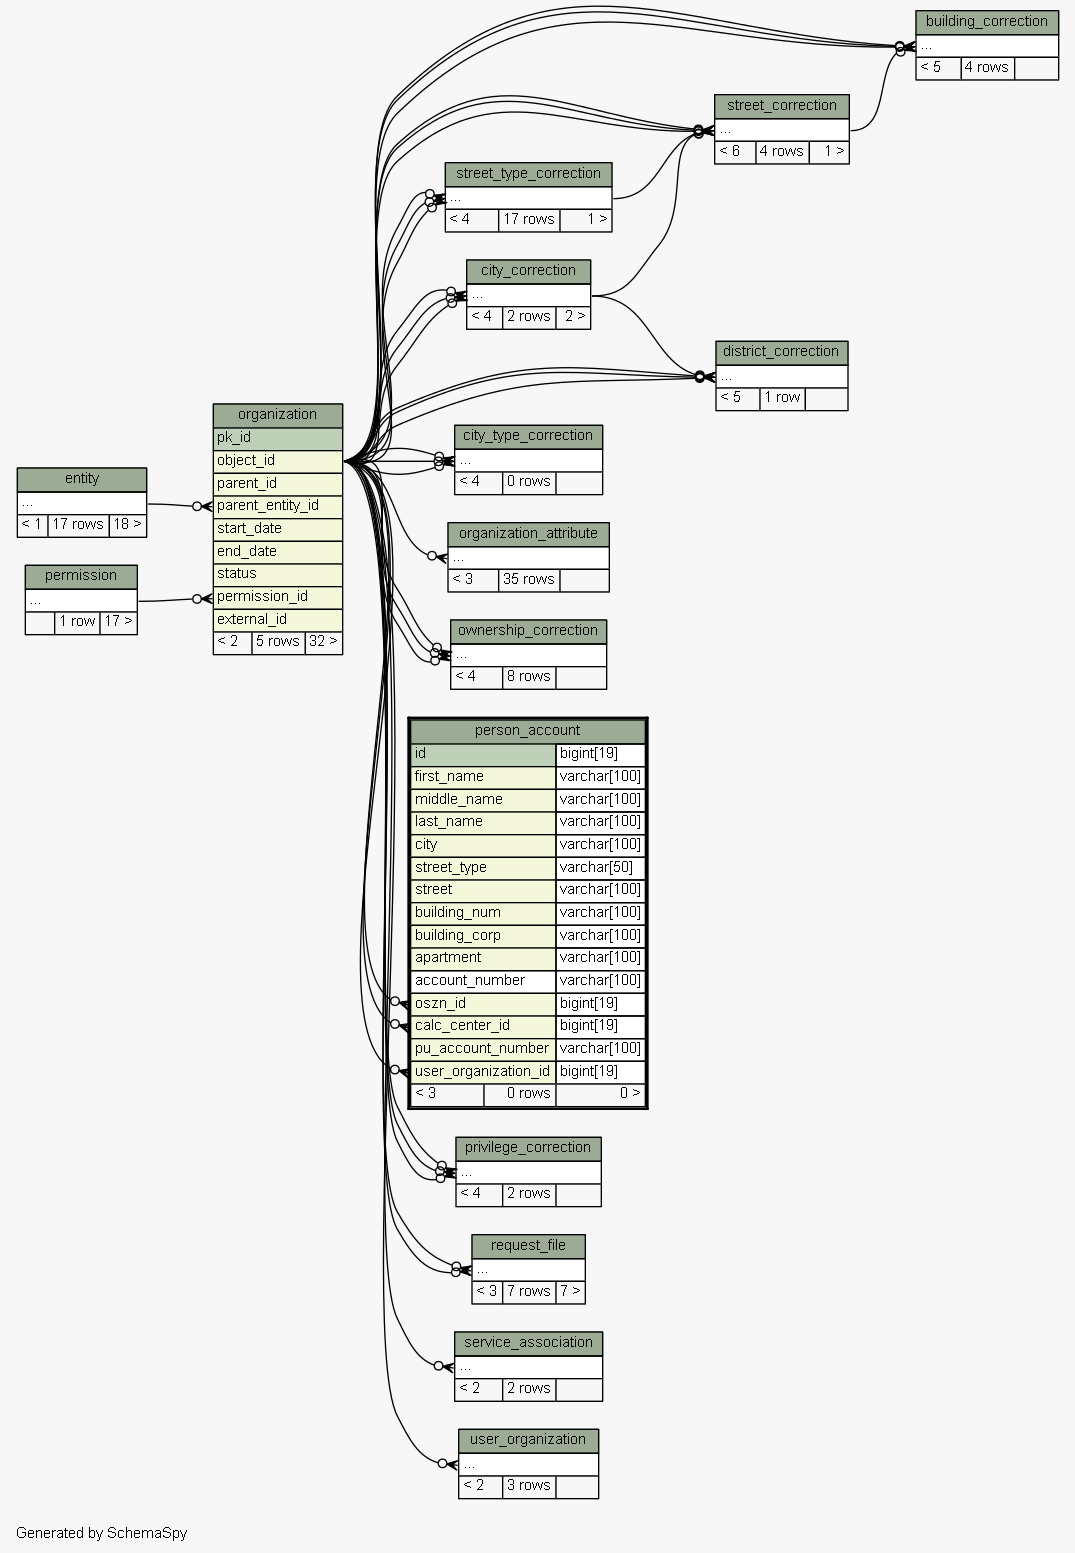 building_correction
...
< 5 4 rows
street_correction
...
< 6 4 rows 1 >
street_type_correction
...
< 4 17 rows 1 >
city_correction
...
< 4 2 rows 2 >
district_correction
...
< 5 1 row
organization
pk_id
object_id
parent_id
parent_entity_id
start_date
end_date
status
permission_id
external_id
< 2 5 rows 32 >
city_type_correction
...
< 4 0 rows
entity
...
< 1 17 rows 18 >
organization_attribute
...
< 3 35 rows
permission
...
1 row 17 >
ownership_correction
...
< 4 8 rows
person_account
id bigint[19]
first_name varchar[100]
middle_name varchar[100]
last_name varchar[100]
city varchar[100]
street_type varchar[50]
street varchar[100]
building_num varchar[100]
building_corp varchar[100]
apartment varchar[100]
account_number varchar[100]
oszn_id bigint[19]
calc_center_id bigint[19]
pu_account_number varchar[100]
user_organization_id bigint[19]
< 3 0 rows 0 >
privilege_correction
...
< 4 2 rows
request_file
...
< 3 7 rows 7 >
service_association
...
< 2 2 rows
user_organization
...
< 2 3 rows
Generated by SchemaSpy